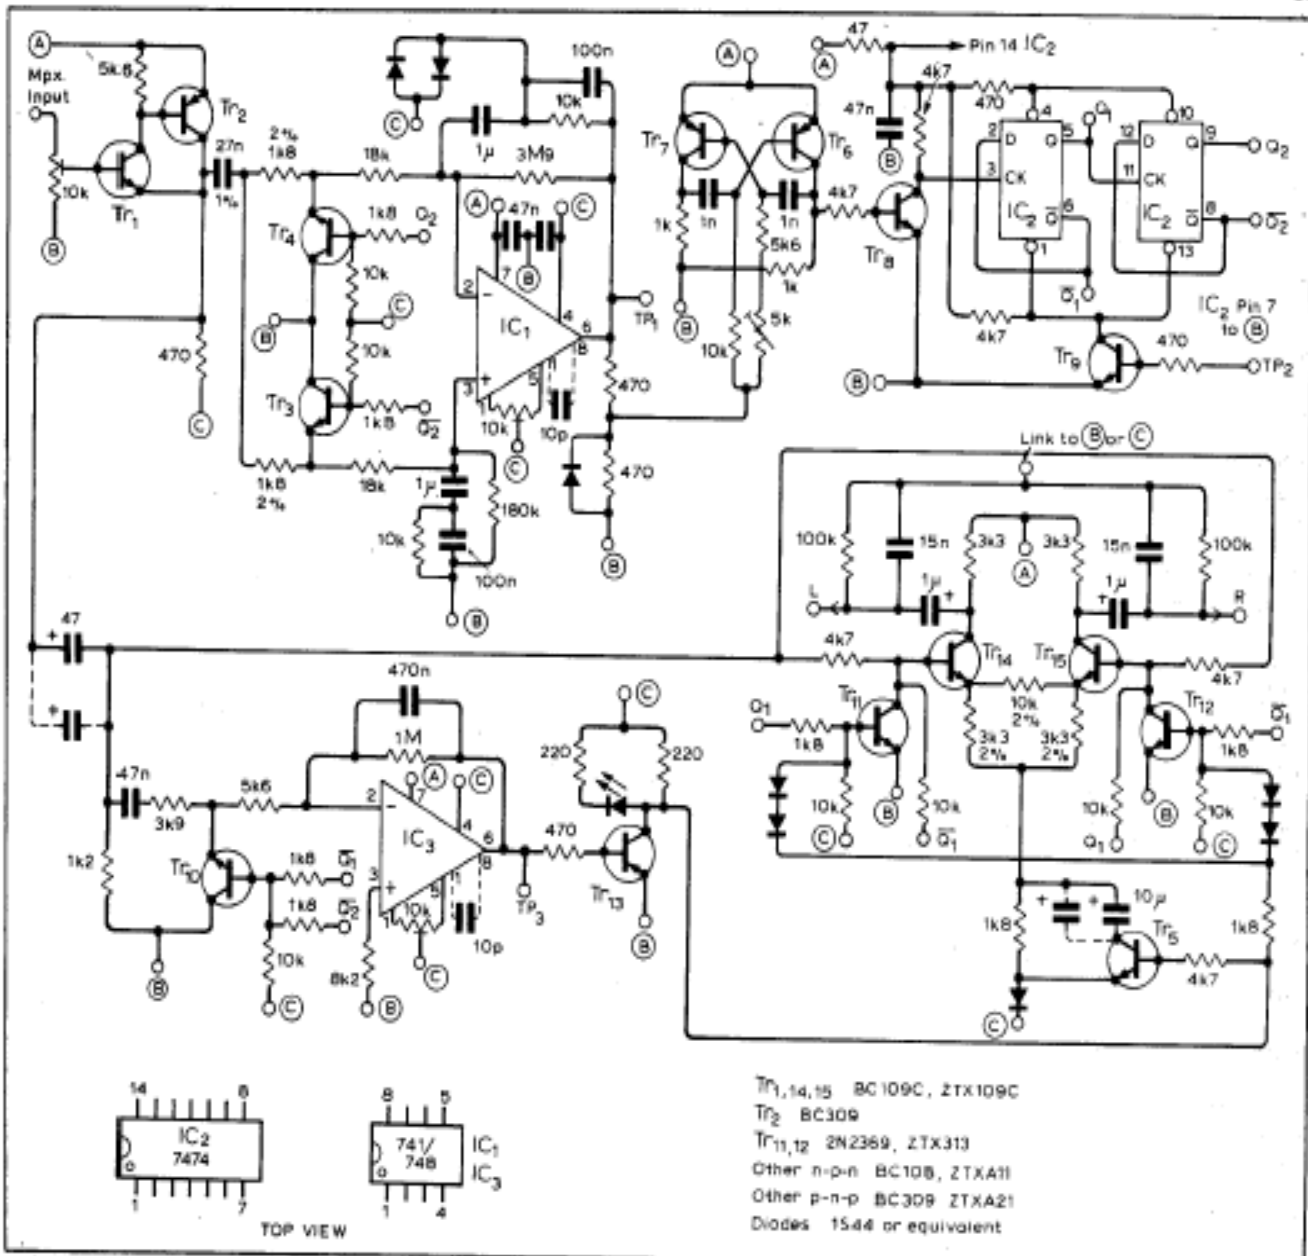 A
5k6
Mpx.
Input
Tr2
10k
Tr1
B
27n
1%
2%
1k8
18k
C
100n
10k
1μ
3M9
Tr4
1k8
Q2
10k
A
47n
C
B
7
2
-
IC1
4
6
8
TP1
B
C
10k
Tr3
1k8
Q̅2
+
3
1
5
11
10k
10p
C
470
C
1k8
2%
18k
1μ
180k
10k
100n
B
470
470
B
A
Tr7
Tr6
1n
1n
1k
5k6
1k
B
10k
5k
A
47
Pin 14 IC2
4k7
47n
B
470
4k7
Tr8
4
10
2
D
5
Q
Q1
3
CK
IC2
Q̅
6
1
12
D
Q
9
Q2
11
CK
IC2
Q̅
8
Q̅2
13
Q̅1
IC2 Pin 7
to B
4k7
Tr9
470
TP2
B
Link to B or C
100k
15n
3k3
3k3
A
15n
100k
L
1μ
+
+
1μ
R
4k7
Tr14
Tr15
4k7
10k
2%
3k3
2%
3k3
2%
Q1
1k8
Tr11
10k
C
B
10k
Q̅1
Tr12
Q̅1
1k8
10k
Q1
B
10k
C
1k8
+
+
10μ
Tr5
4k7
1k8
C
+
47
+
47n
3k9
5k6
470n
1M
A
C
7
2
-
IC3
4
6
8
3
+
1
5
11
10k
10p
C
8k2
B
1k2
Tr10
1k8
Q̅1
1k8
Q̅2
10k
C
B
TP3
470
220
C
220
Tr13
B
14
8
IC2
7474
1
7
8
5
741/
748
IC1
IC3
1
4
TOP VIEW
Tr1,14,15 BC109C, ZTX109C
Tr2 BC309
Tr11,12 2N2369, ZTX313
Other n-p-n BC108, ZTXA11
Other p-n-p BC309 ZTXA21
Diodes 1S44 or equivalent